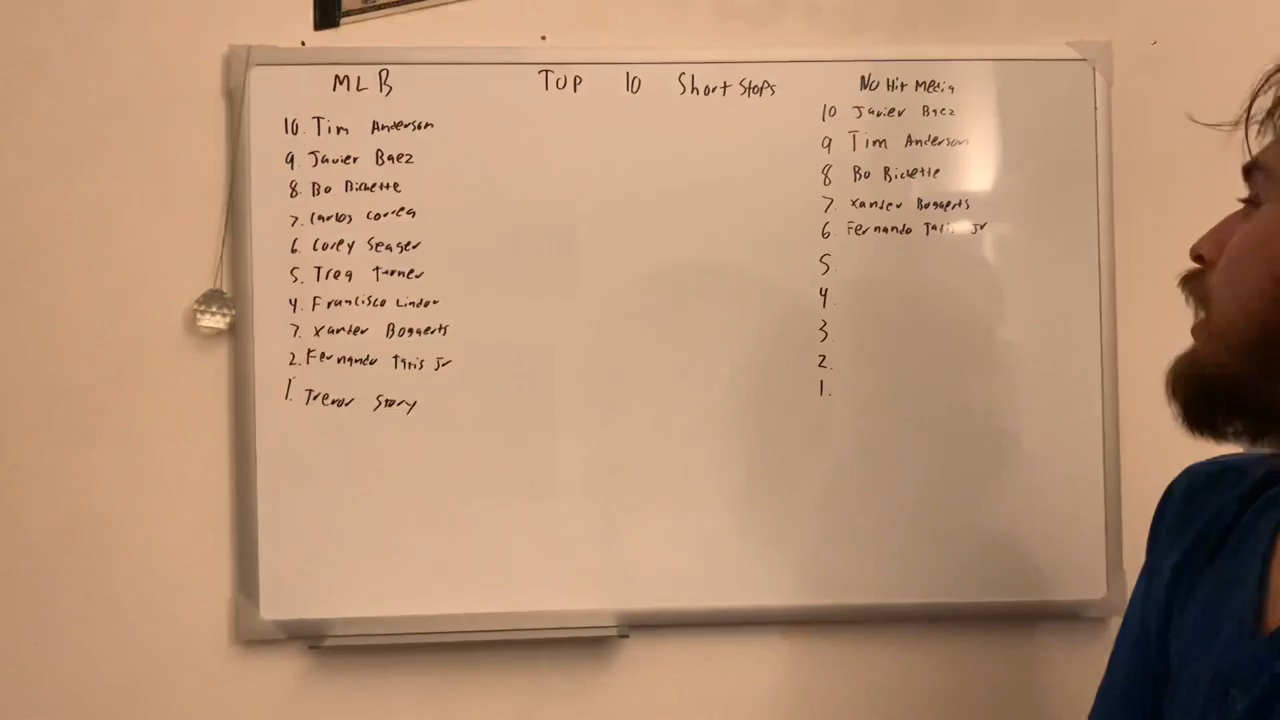 MLB
Top 10 Short Stops
No Hit Media
10. Tim Anderson
9. Javier Baez
8. Bo Bichette
7. Carlos Correa
6. Corey Seager
5. Trea Turner
4. Francisco Lindor
7. Xander Bogaerts
2. Fernando Tatis Jr
1. Trevor Story
10 Javier Baez
9 Tim Anderson
8 Bo Bichette
7. Xander Bogaerts
6. Fernando Tatis Jr
5
4.
3.
2.
1.